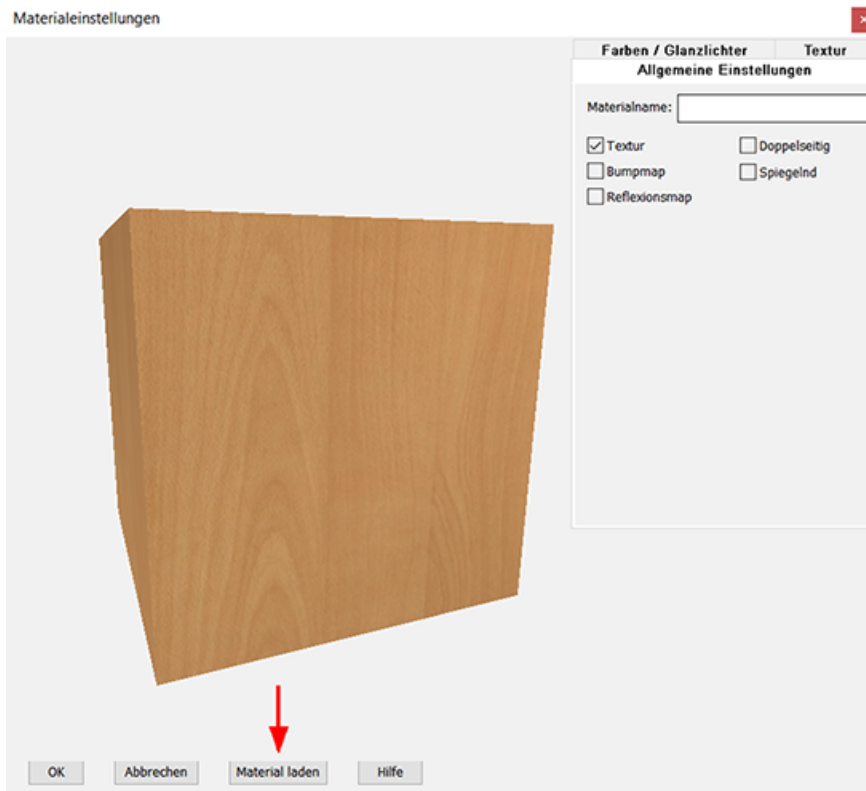 Materialeinstellungen
Farben / Glanzlichter Textur
Allgemeine Einstellungen
Materialname:
Textur Doppelseitig
Bumpmap Spiegelnd
Reflexionsmap
OK Abbrechen Material laden Hilfe